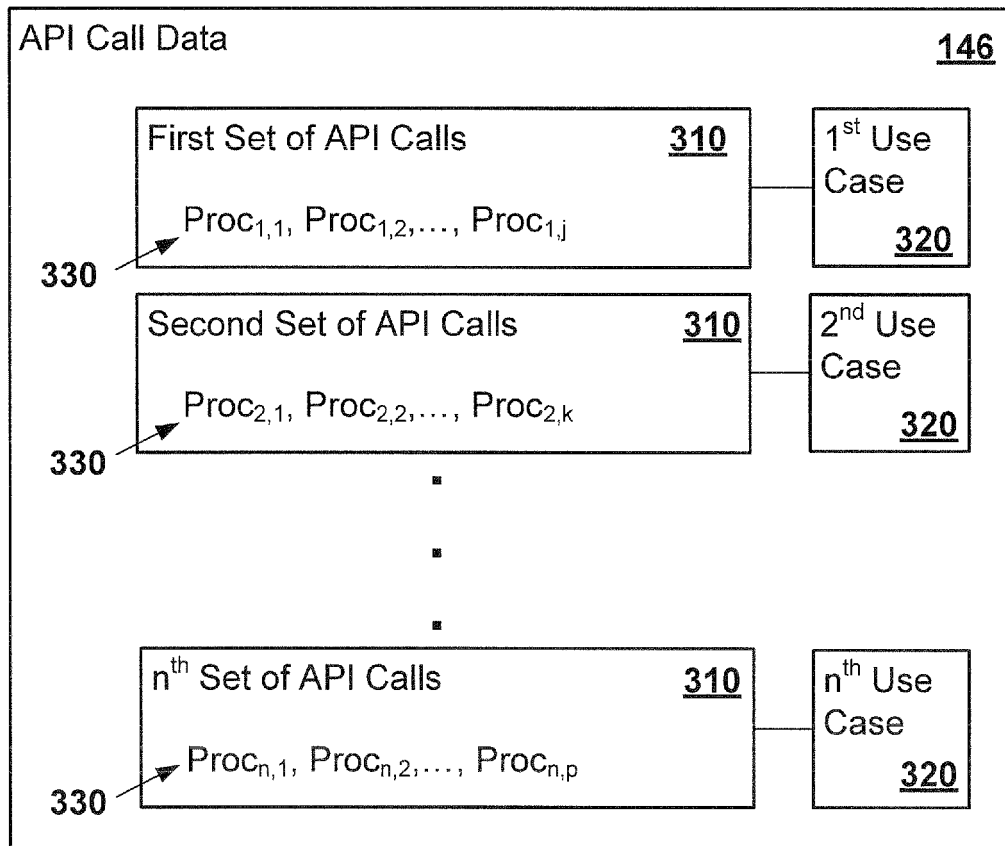 API Call Data 146
First Set of API Calls 310
Proc1,1, Proc1,2,..., Proc1,j
330
1st Use
Case
320
Second Set of API Calls 310
Proc2,1, Proc2,2,..., Proc2,k
330
2nd Use
Case
320
nth Set of API Calls 310
Procn,1, Procn,2,..., Procn,p
330
nth Use
Case
320